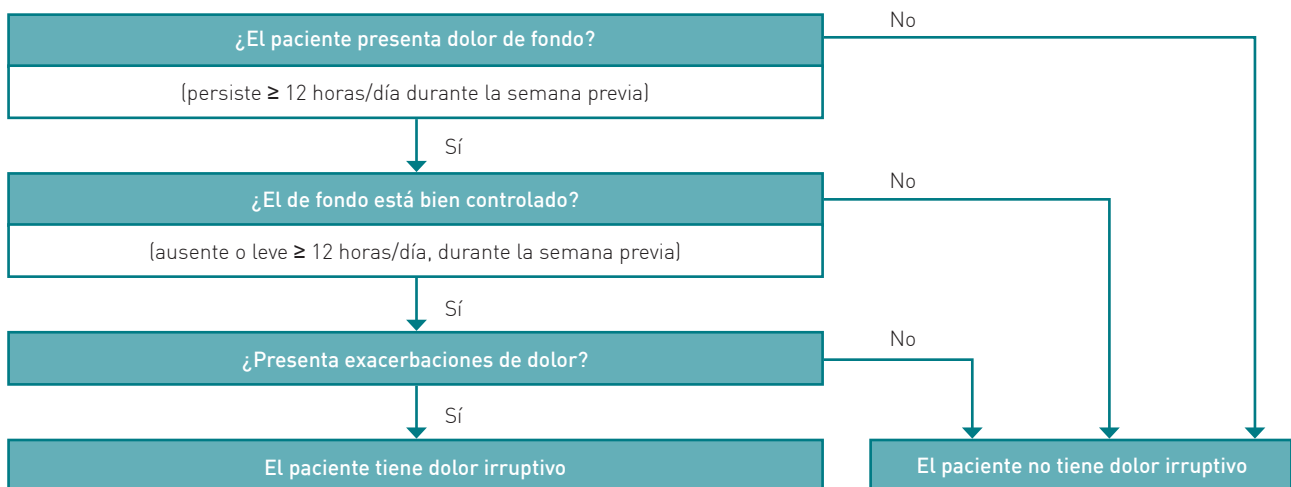 ¿El paciente presenta dolor de fondo?
No
(persiste ≥ 12 horas/día durante la semana previa)
Sí
¿El de fondo está bien controlado?
No
(ausente o leve ≥ 12 horas/día, durante la semana previa)
Sí
¿Presenta exacerbaciones de dolor?
No
Sí
El paciente tiene dolor irruptivo
El paciente no tiene dolor irruptivo